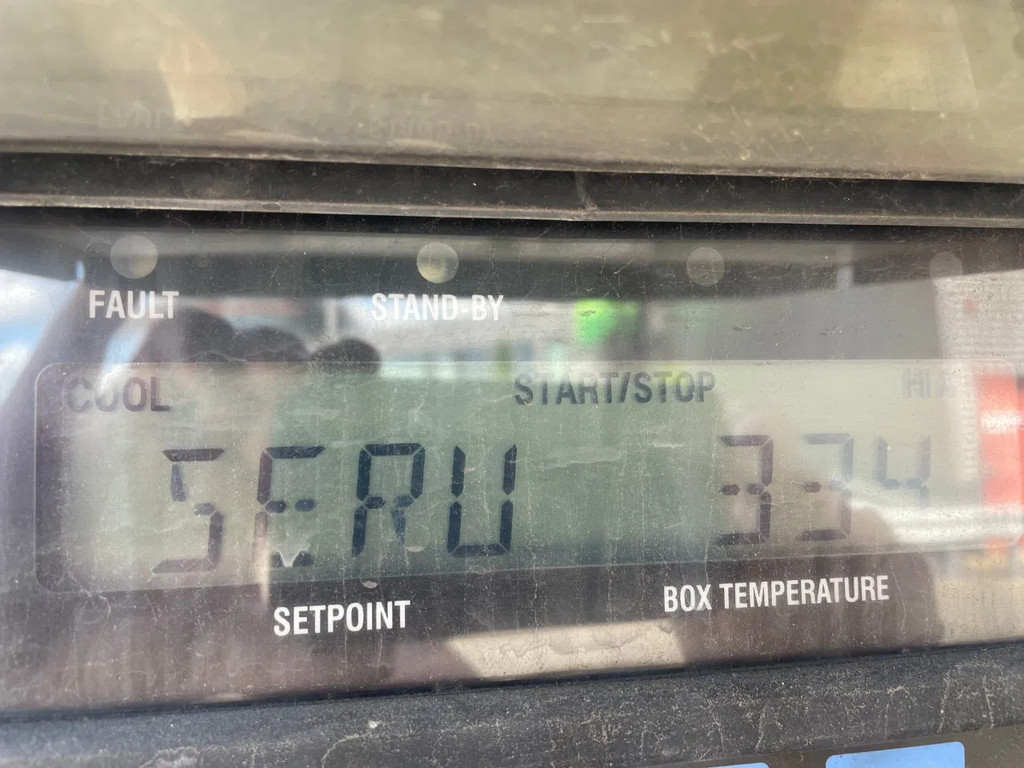 FAULT STAND-BY
COOL START/STOP
SERV 334
SETPOINT BOX TEMPERATURE